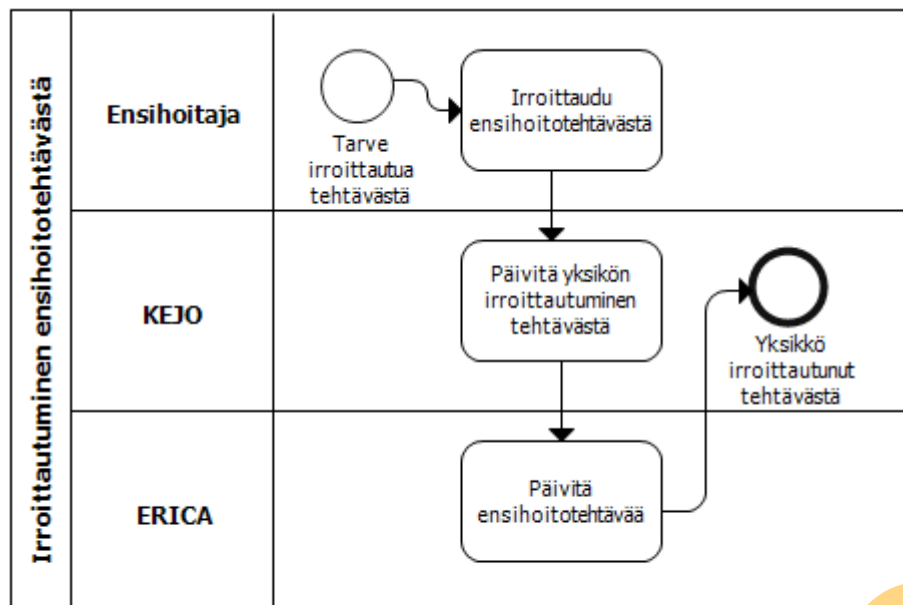 Irroittautuminen ensihoitotehtävästä
Ensihoitaja
Tarve
irroittautua
tehtävästä
Irroittaudu
ensihoitotehtävästä
KEJO
Päivitä yksikön
irroittautuminen
tehtävästä
Yksikkö
irroittautunut
tehtävästä
ERICA
Päivitä
ensihoitotehtävää